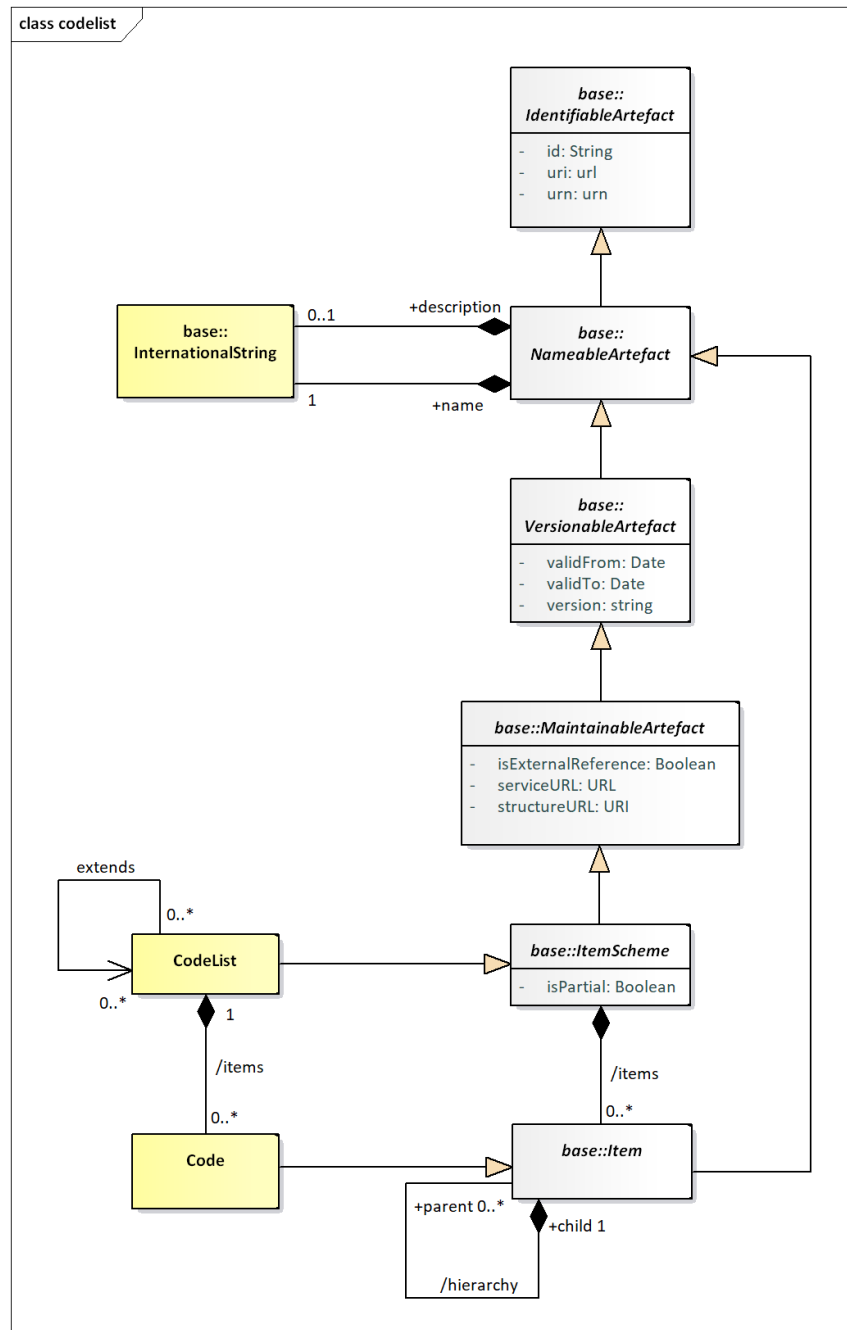 class codelist
base::
IdentifiableArtefact
- id: String
- uri: url
- urn: urn
+description
0..1
base::
InternationalString
base::
NameableArtefact
1
+name
base::
VersionableArtefact
- validFrom: Date
- validTo: Date
- version: string
base::MaintainableArtefact
- isExternalReference: Boolean
- serviceURL: URL
- structureURL: URI
extends
0..*
CodeList
0..*
1
base::ItemScheme
- isPartial: Boolean
/items
0..*
/items
0..*
Code
base::Item
+parent 0..*
+child 1
/hierarchy